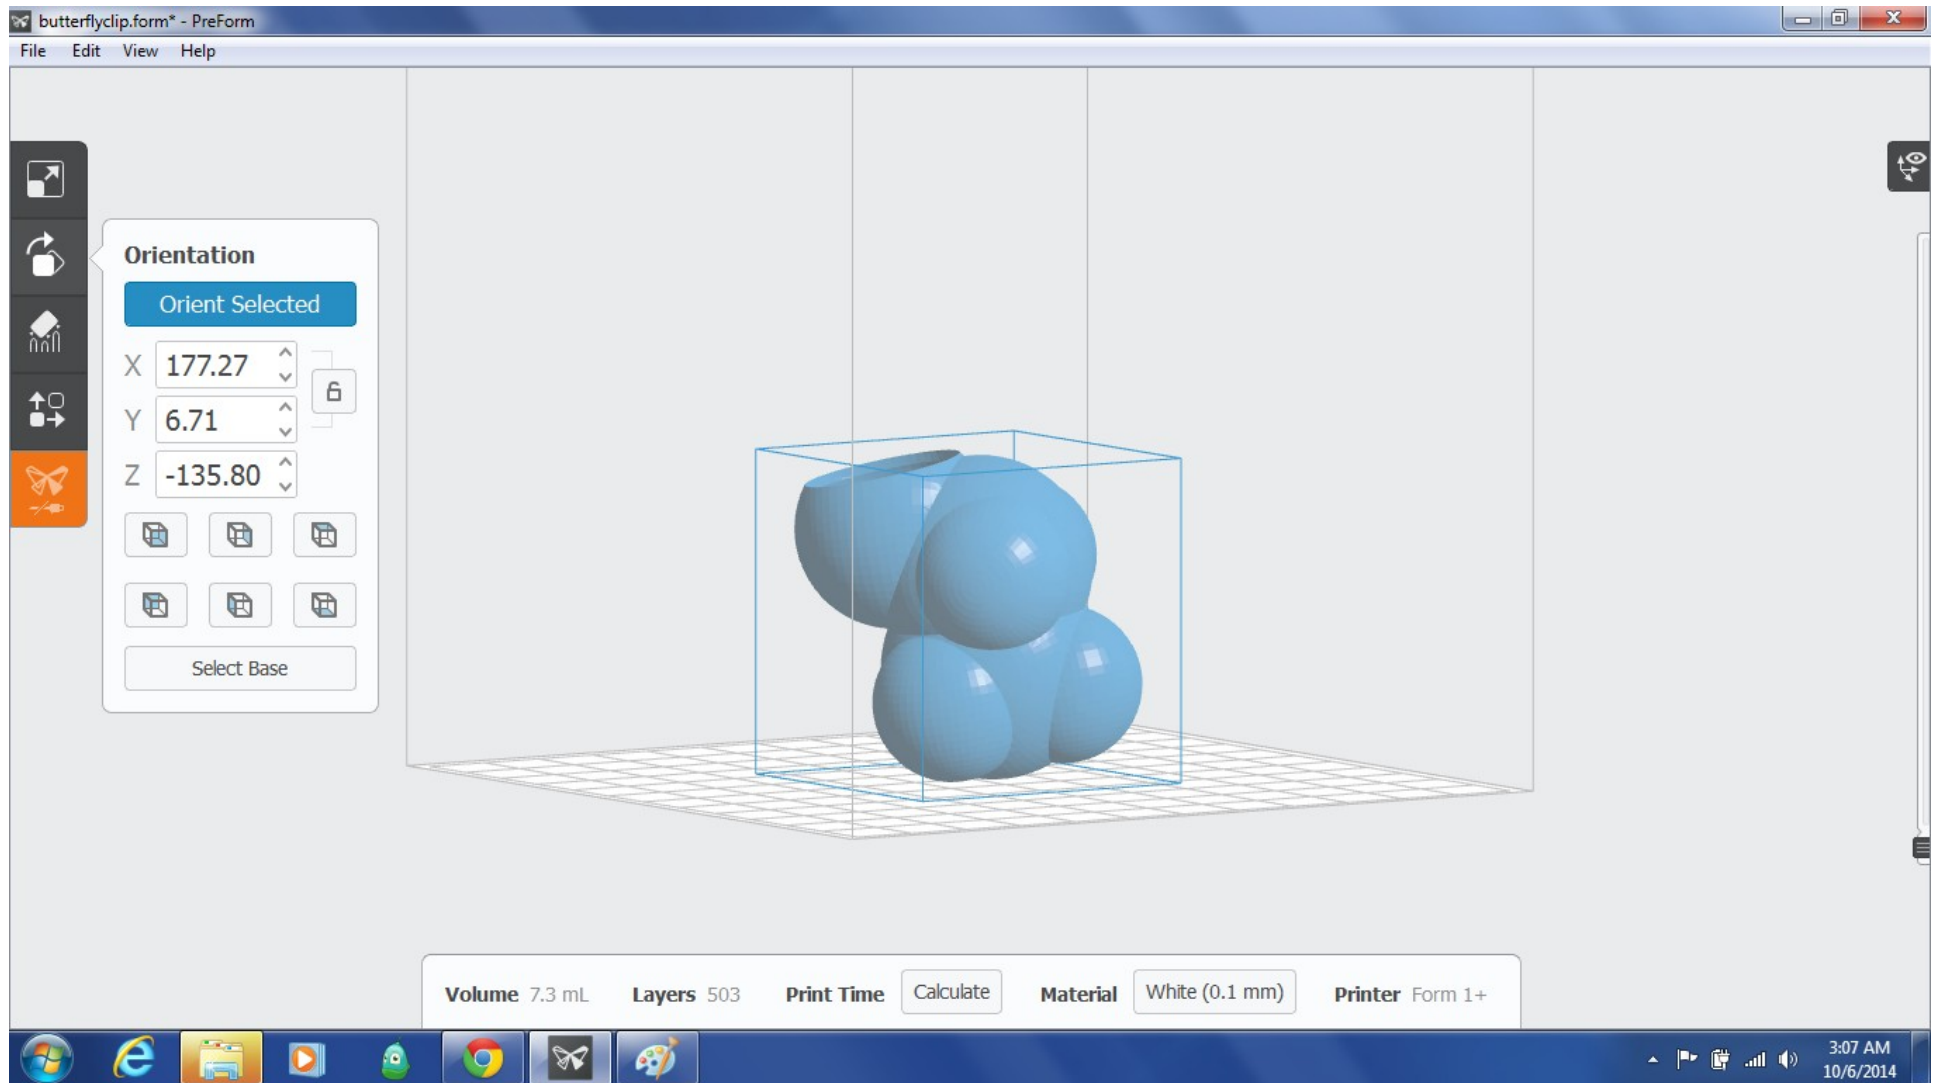 butterflyclip.form* - PreForm
File Edit View Help
Orientation
Orient Selected
X 177.27
Y 6.71
Z -135.80
Select Base
Volume 7.3 mL Layers 503 Print Time Calculate Material White (0.1 mm) Printer Form 1+
3:07 AM
10/6/2014